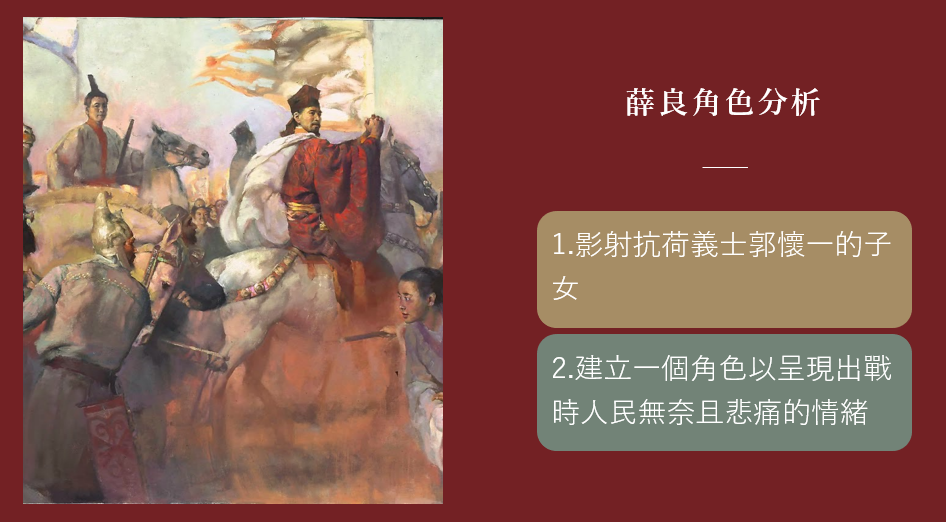 薛良角色分析
1.影射抗荷義士郭懷一的子
女
2.建立一個角色以呈現出戰
時人民無奈且悲痛的情緒